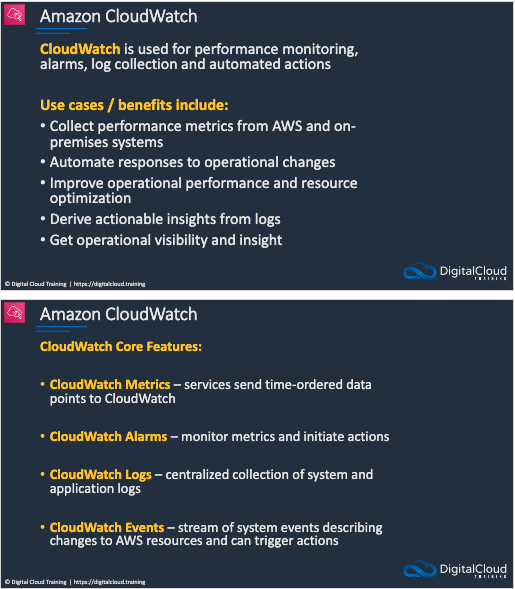 Amazon CloudWatch
CloudWatch is used for performance monitoring,
alarms, log collection and automated actions
Use cases / benefits include:
• Collect performance metrics from AWS and on-
premises systems
• Automate responses to operational changes
• Improve operational performance and resource
optimization
• Derive actionable insights from logs
• Get operational visibility and insight
DigitalCloud
TRAINING
© Digital Cloud Training | https://digitalcloud.training
Amazon CloudWatch
CloudWatch Core Features:
• CloudWatch Metrics – services send time-ordered data
points to CloudWatch
• CloudWatch Alarms – monitor metrics and initiate actions
• CloudWatch Logs – centralized collection of system and
application logs
• CloudWatch Events – stream of system events describing
changes to AWS resources and can trigger actions
DigitalCloud
TRAINING
© Digital Cloud Training | https://digitalcloud.training